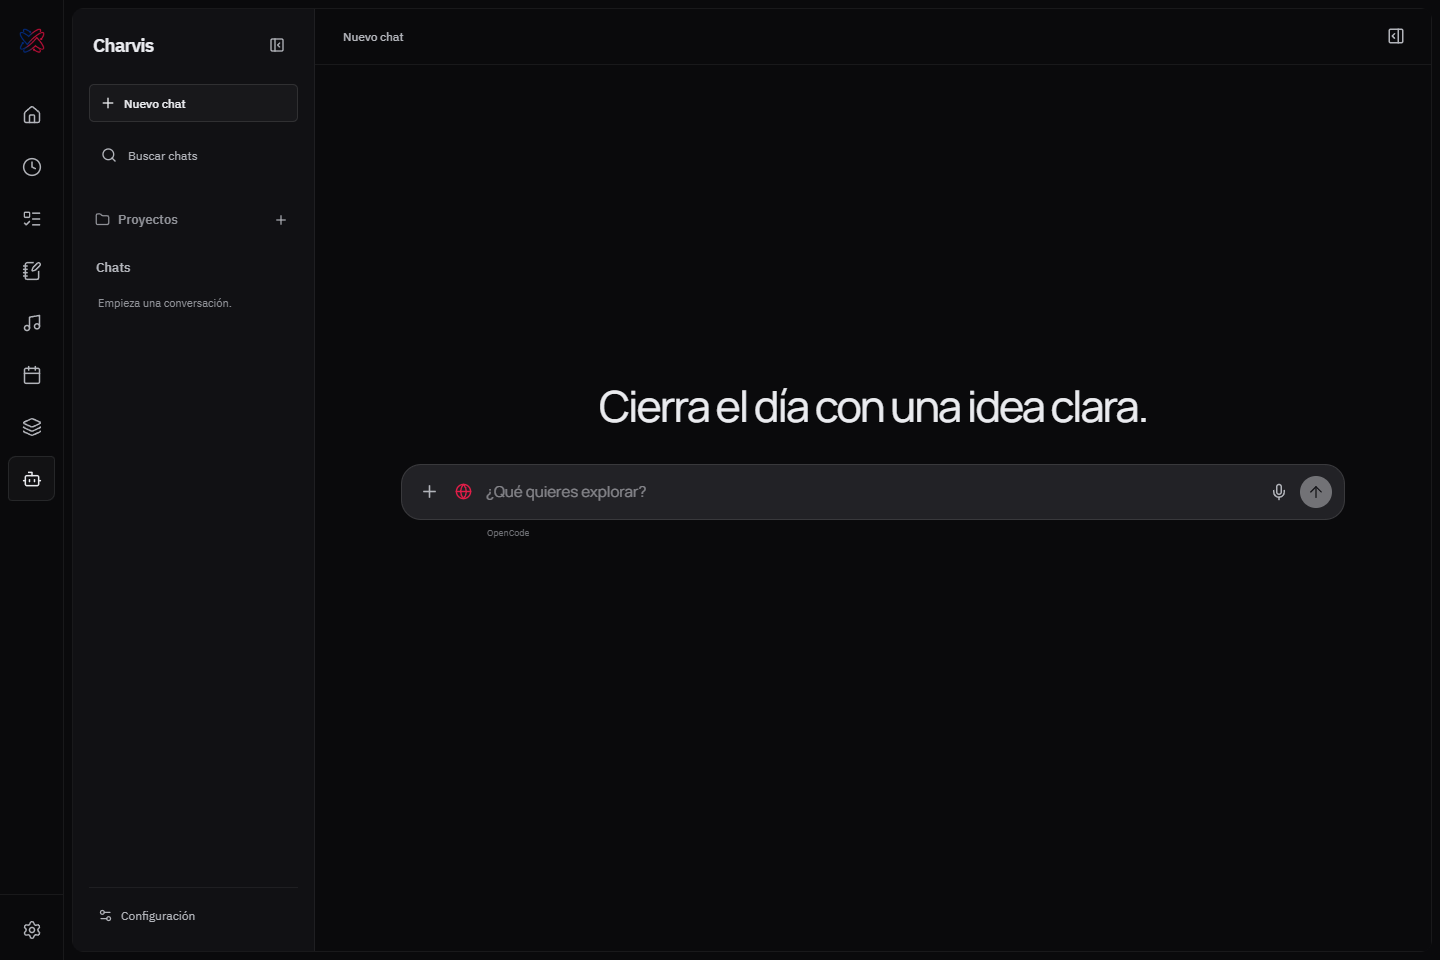 Charvis
Nuevo chat
Buscar chats
Proyectos
Chats
Empieza una conversación.
Configuración
Nuevo chat
Cierra el día con una idea clara.
¿Qué quieres explorar?
OpenCode